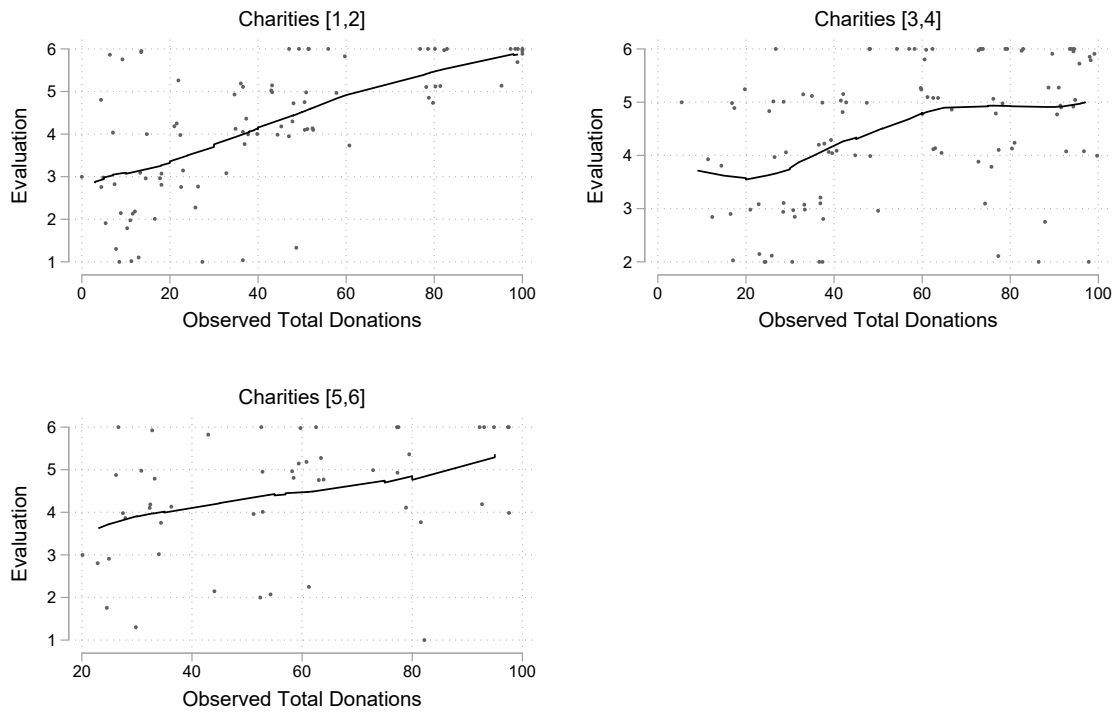 Charities [1,2]
Evaluation
6
5
4
3
2
1
0 20 40 60 80 100
Observed Total Donations
Charities [3,4]
Evaluation
6
5
4
3
2
0 20 40 60 80 100
Observed Total Donations
Charities [5,6]
Evaluation
6
5
4
3
2
1
20 40 60 80 100
Observed Total Donations